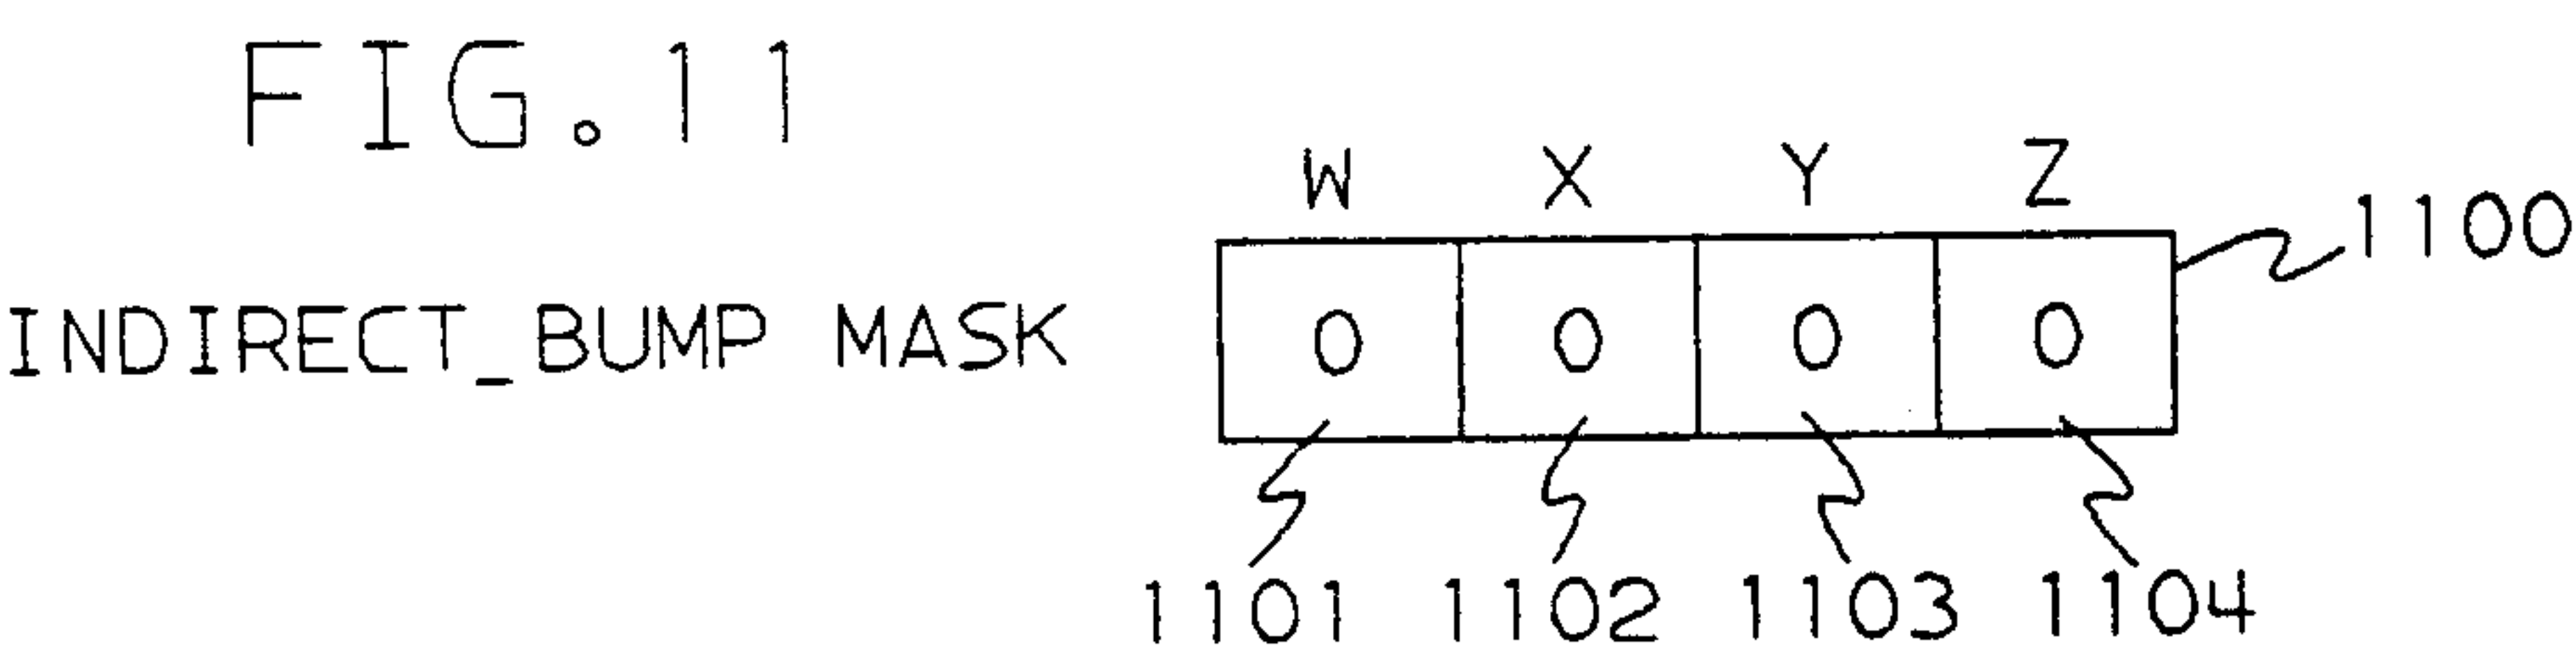 FIG.11
W X Y Z
1100
INDIRECT_BUMP MASK 0 0 0 0
1101 1102 1103 1104